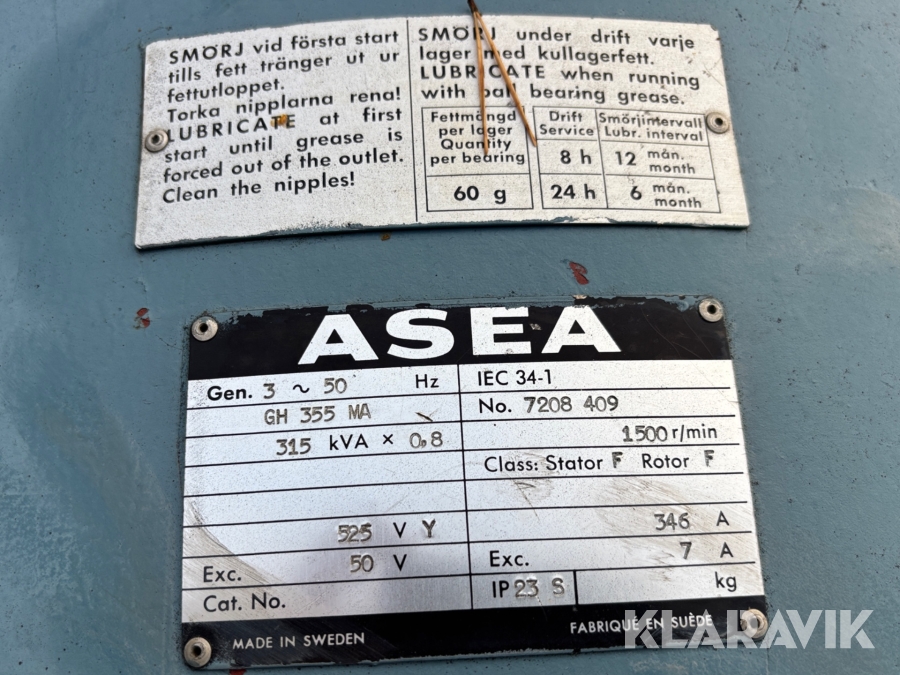 SMÖRJ vid första start
tills fett tränger ut ur
fettutloppet.
Torka nipplarna rena!
LUBRICATE at first
start until grease is
forced out of the outlet.
Clean the nipples!
SMÖRJ under drift varje
lager med kullagerfett.
LUBRICATE when running
with ball bearing grease.
Fettmängd
per lager
Quantity
per bearing
Drift
Service
Smörjintervall
Lubr. interval
60 g
8 h
12 mån.
month
24 h
6 mån.
month
ASEA
Gen. 3 ~ 50 Hz
IEC 34-1
GH 355 MA
No. 7208 409
315 kVA × 0,8
1500 r/min
Class: Stator F Rotor F
525 V Y
346 A
Exc. 50 V
Exc. 7 A
Cat. No.
IP 23 S
kg
MADE IN SWEDEN
FABRIQUÉ EN SUÈDE
KLARAVIK